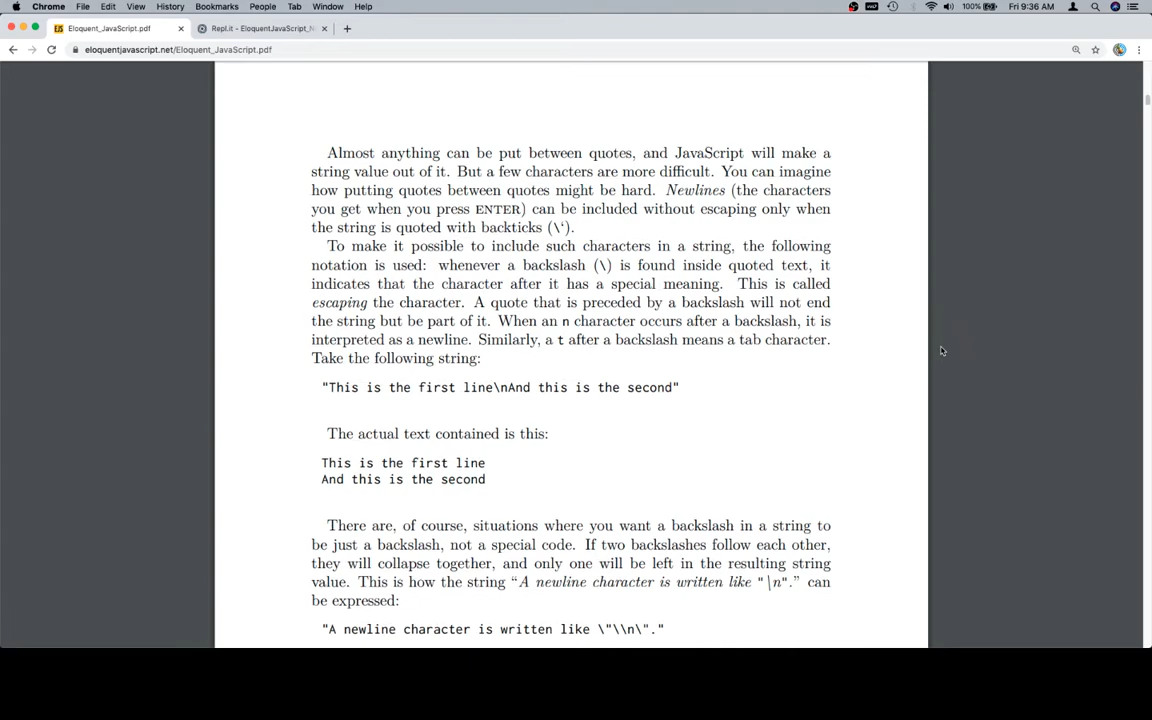 Chrome File Edit View History Bookmarks People Tab Window Help 100% Fri 9:36 AM
Eloquent_JavaScript.pdf Repl.it - EloquentJavaScript_N
eloquentjavascript.net/Eloquent_JavaScript.pdf
Almost anything can be put between quotes, and JavaScript will make a
string value out of it. But a few characters are more difficult. You can imagine
how putting quotes between quotes might be hard. Newlines (the characters
you get when you press ENTER) can be included without escaping only when
the string is quoted with backticks (\‘).
To make it possible to include such characters in a string, the following
notation is used: whenever a backslash (\) is found inside quoted text, it
indicates that the character after it has a special meaning. This is called
escaping the character. A quote that is preceded by a backslash will not end
the string but be part of it. When an n character occurs after a backslash, it is
interpreted as a newline. Similarly, a t after a backslash means a tab character.
Take the following string:
"This is the first line\nAnd this is the second"
The actual text contained is this:
This is the first line
And this is the second
There are, of course, situations where you want a backslash in a string to
be just a backslash, not a special code. If two backslashes follow each other,
they will collapse together, and only one will be left in the resulting string
value. This is how the string “A newline character is written like "\n".” can
be expressed:
"A newline character is written like \"\\n\"."